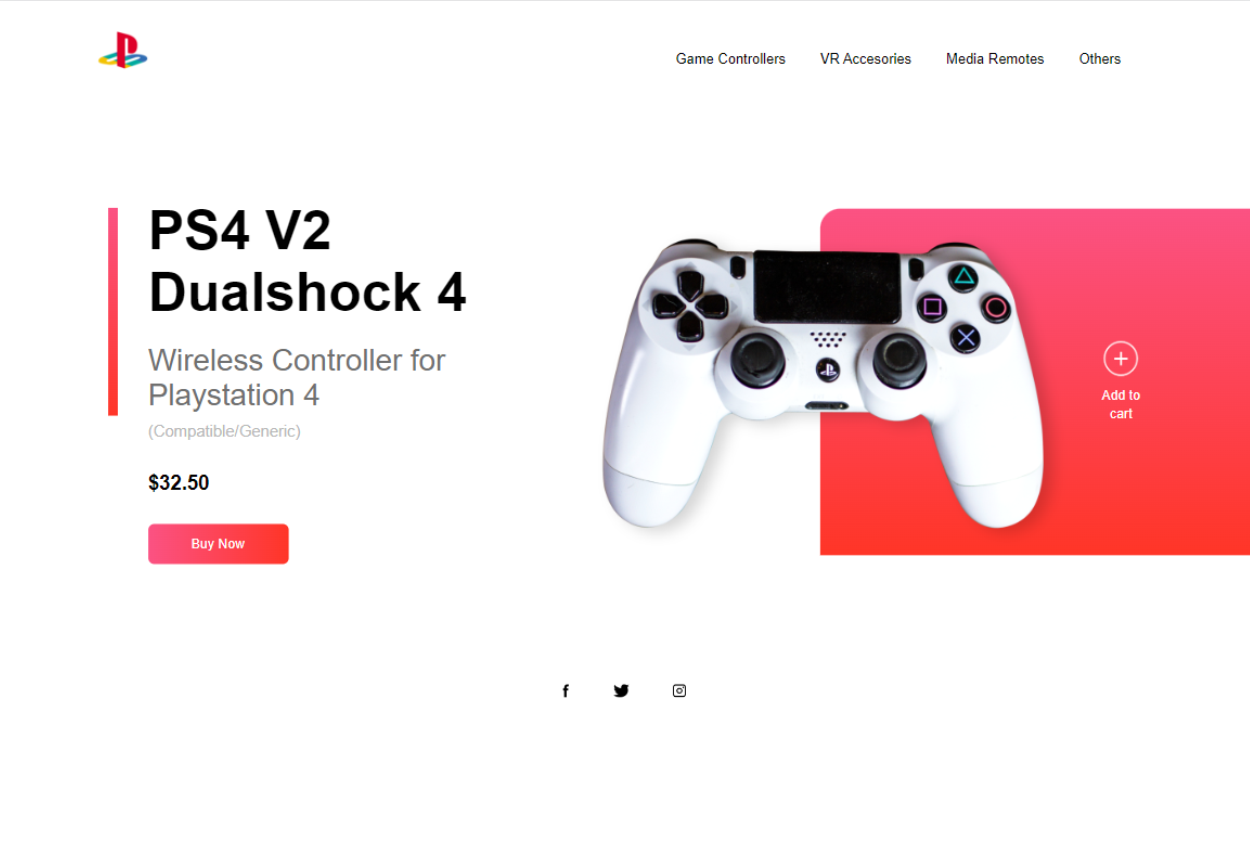 Game Controllers VR Accesories Media Remotes Others
PS4 V2
Dualshock 4
Wireless Controller for
Playstation 4
(Compatible/Generic)
$32.50
Buy Now
Add to
cart